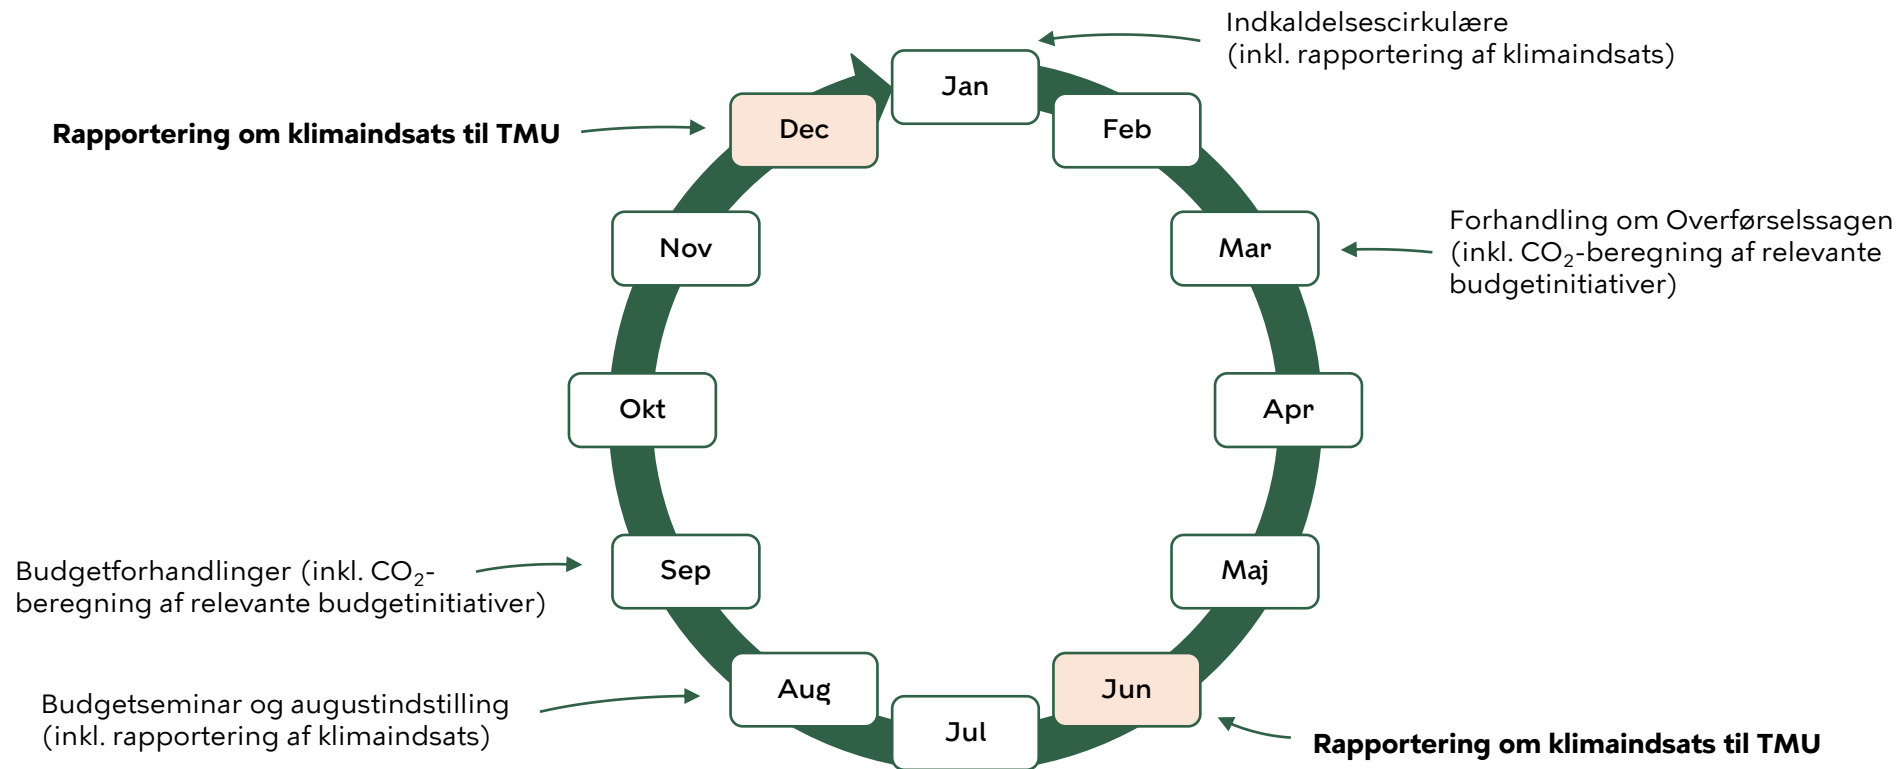 Indkaldelsescirkulære
(inkl. rapportering af klimaindsats)
Jan
Dec
Feb
Rapportering om klimaindsats til TMU
Nov
Mar
Forhandling om Overførselssagen
(inkl. CO₂-beregning af relevante
budgetinitiativer)
Okt
Apr
Sep
Maj
Budgetforhandlinger (inkl. CO₂-
beregning af relevante budgetinitiativer)
Aug
Jun
Budgetseminar og augustindstilling
(inkl. rapportering af klimaindsats)
Jul
Rapportering om klimaindsats til TMU